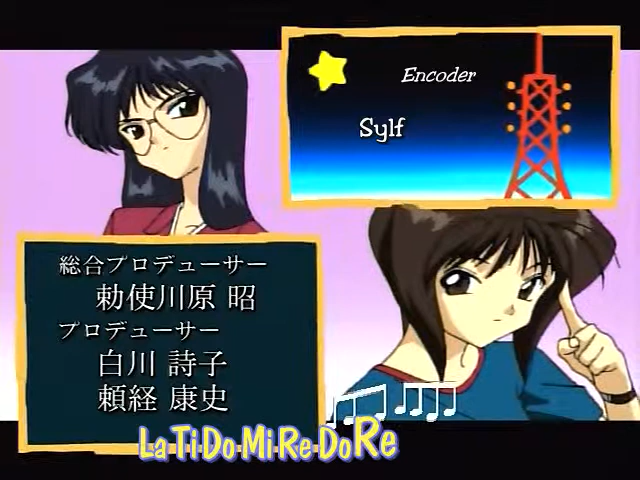 Encoder
Sylf
総合プロデューサー
勅使川原 昭
プロデューサー
白川 詩子
頼経 康史
La Ti Do Mi Re Do Re